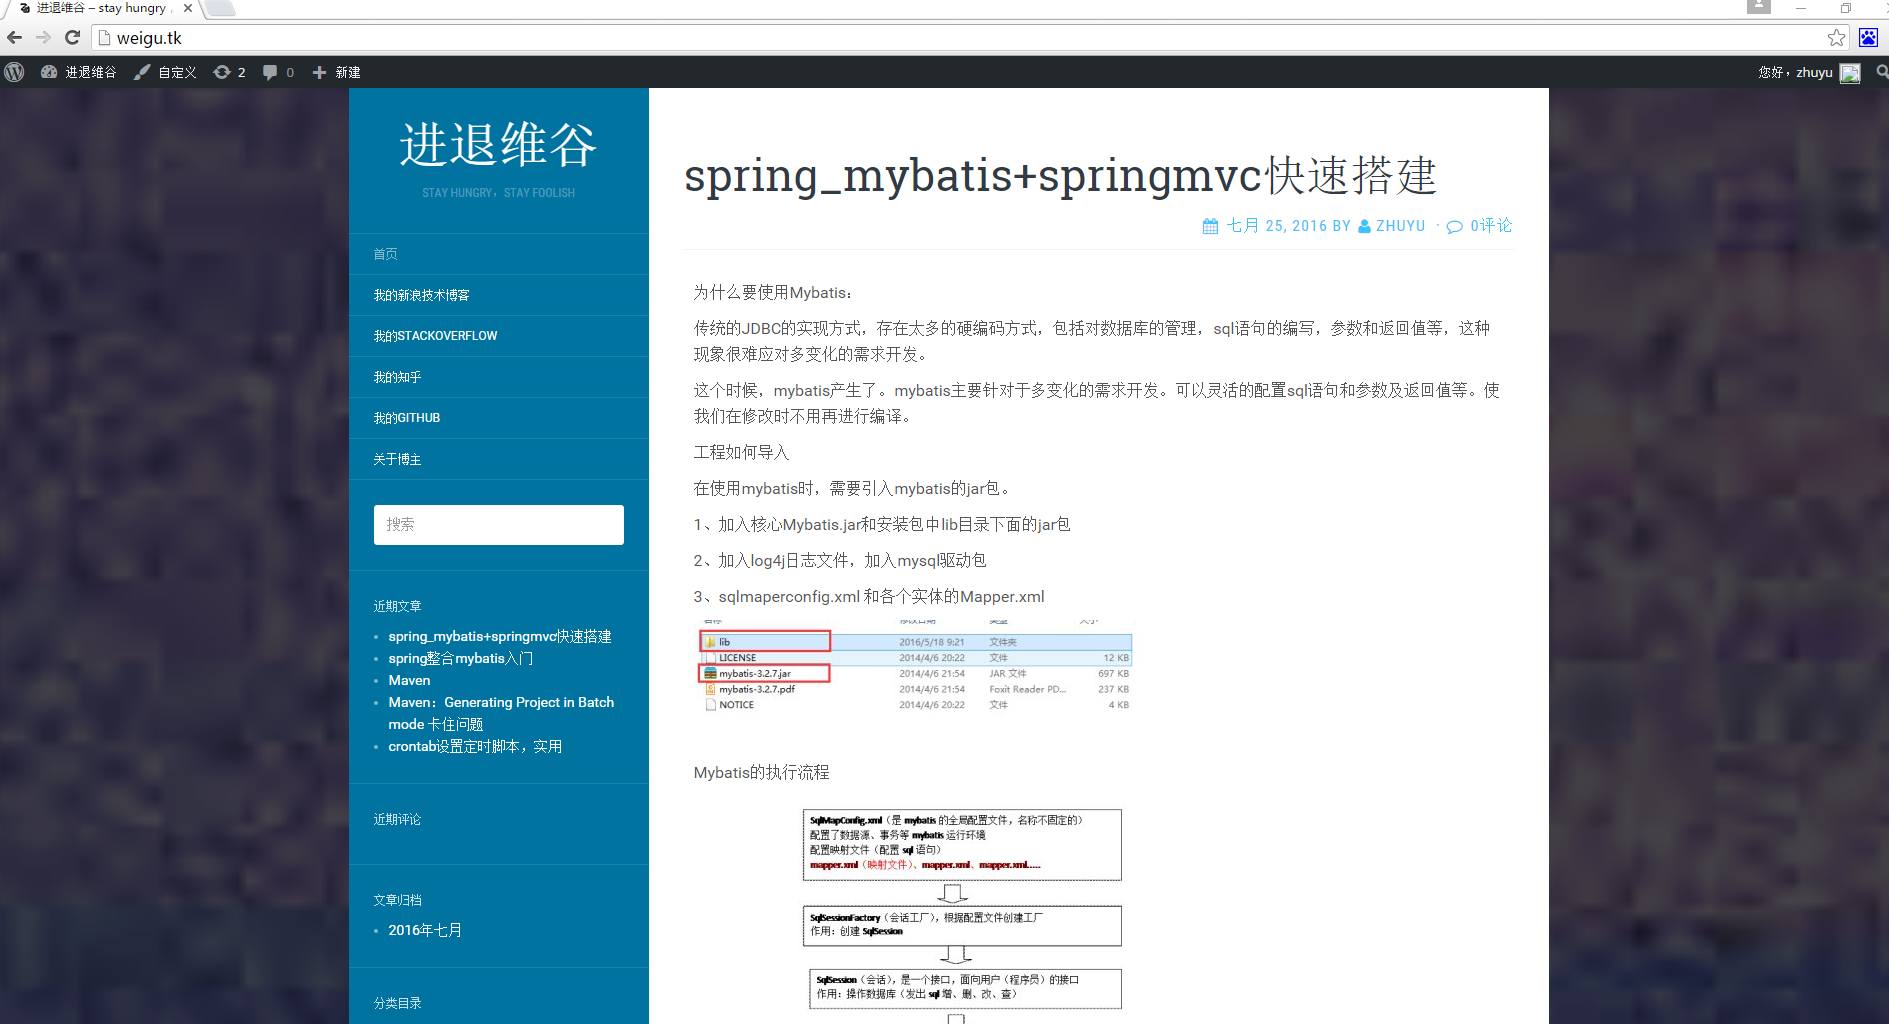 进退维谷 – stay hungry ,
weigu.tk
进退维谷 自定义 2 0 新建 您好，zhuyu
进退维谷
STAY HUNGRY，STAY FOOLISH
首页
我的新浪技术博客
我的STACKOVERFLOW
我的知乎
我的GITHUB
关于博主
搜索
近期文章
spring_mybatis+springmvc快速搭建
spring整合mybatis入门
Maven
Maven：Generating Project in Batch
mode 卡住问题
crontab设置定时脚本，实用
近期评论
文章归档
2016年七月
分类目录
spring_mybatis+springmvc快速搭建
七月 25, 2016 BY ZHUYU · 0评论
为什么要使用Mybatis：
传统的JDBC的实现方式，存在太多的硬编码方式，包括对数据库的管理，sql语句的编写，参数和返回值等，这种
现象很难应对多变化的需求开发。
这个时候，mybatis产生了。mybatis主要针对于多变化的需求开发。可以灵活的配置sql语句和参数及返回值等。使
我们在修改时不用再进行编译。
工程如何导入
在使用mybatis时，需要引入mybatis的jar包。
1、加入核心Mybatis.jar和安装包中lib目录下面的jar包
2、加入log4j日志文件，加入mysql驱动包
3、sqlmaperconfig.xml 和各个实体的Mapper.xml
名称 修改日期 类型 大小
lib 2016/5/18 9:21 文件夹
LICENSE 2014/4/6 20:22 文件 12 KB
mybatis-3.2.7.jar 2014/4/6 21:54 JAR 文件 697 KB
mybatis-3.2.7.pdf 2014/4/6 21:54 Foxit Reader PD... 237 KB
NOTICE 2014/4/6 20:22 文件 4 KB
Mybatis的执行流程
SqlMapConfig.xml（是 mybatis 的全局配置文件，名称不固定的）
配置了数据源、事务等 mybatis 运行环境
配置映射文件（配置 sql 语句）
mapper.xml（映射文件）、mapper.xml、mapper.xml.....
SqlSessionFactory（会话工厂），根据配置文件创建工厂
作用：创建 SqlSession
SqlSession（会话），是一个接口，面向用户（程序员）的接口
作用：操作数据库（发出 sql 增、删、改、查）